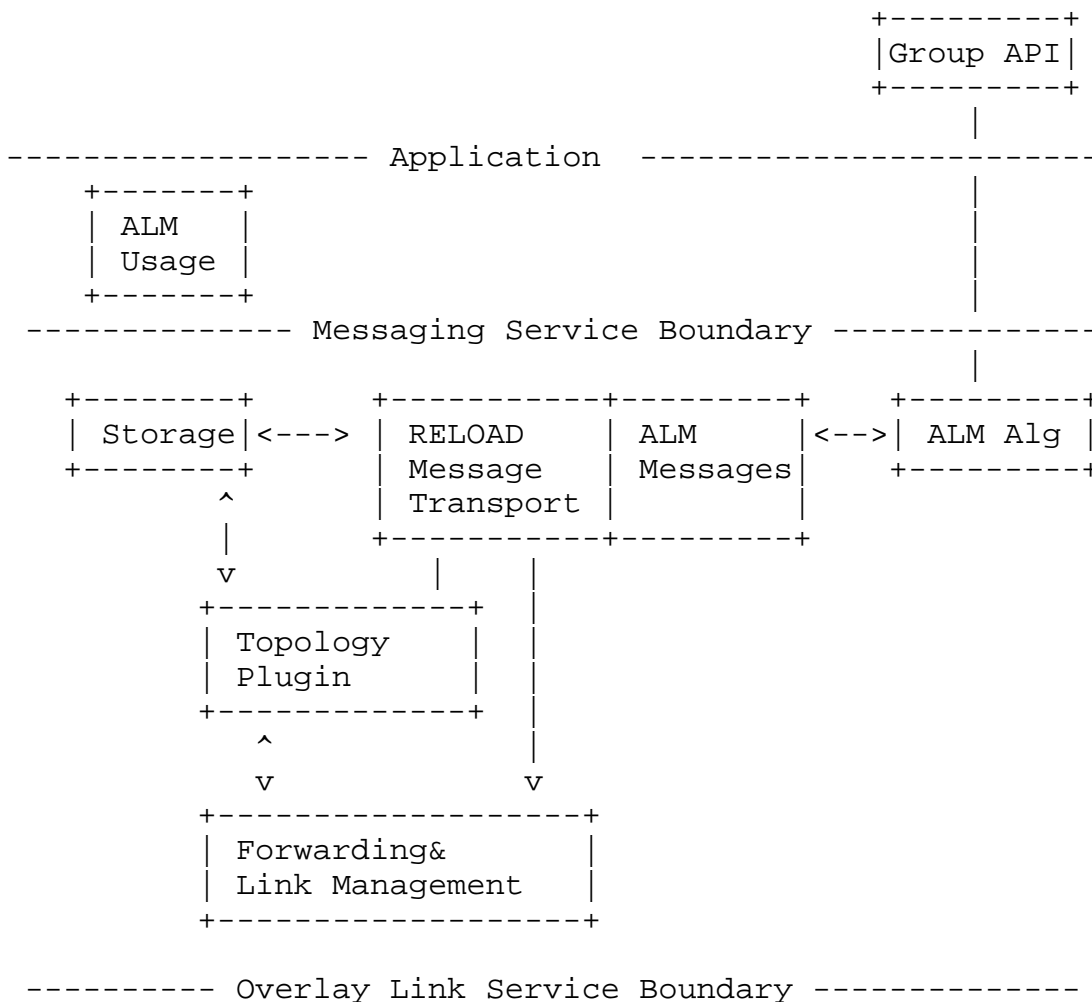 Group API
Application
ALM
Usage
Messaging Service Boundary
Storage RELOAD ALM ALM Alg
Message Messages
Transport
Topology
Plugin
Forwarding&
Link Management
Overlay Link Service Boundary